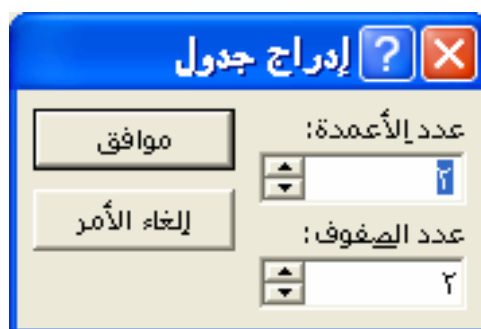 إدراج جدول
عدد الأعمدة:
٢
عدد الصفوف:
٢
موافق
إلغاء الأمر